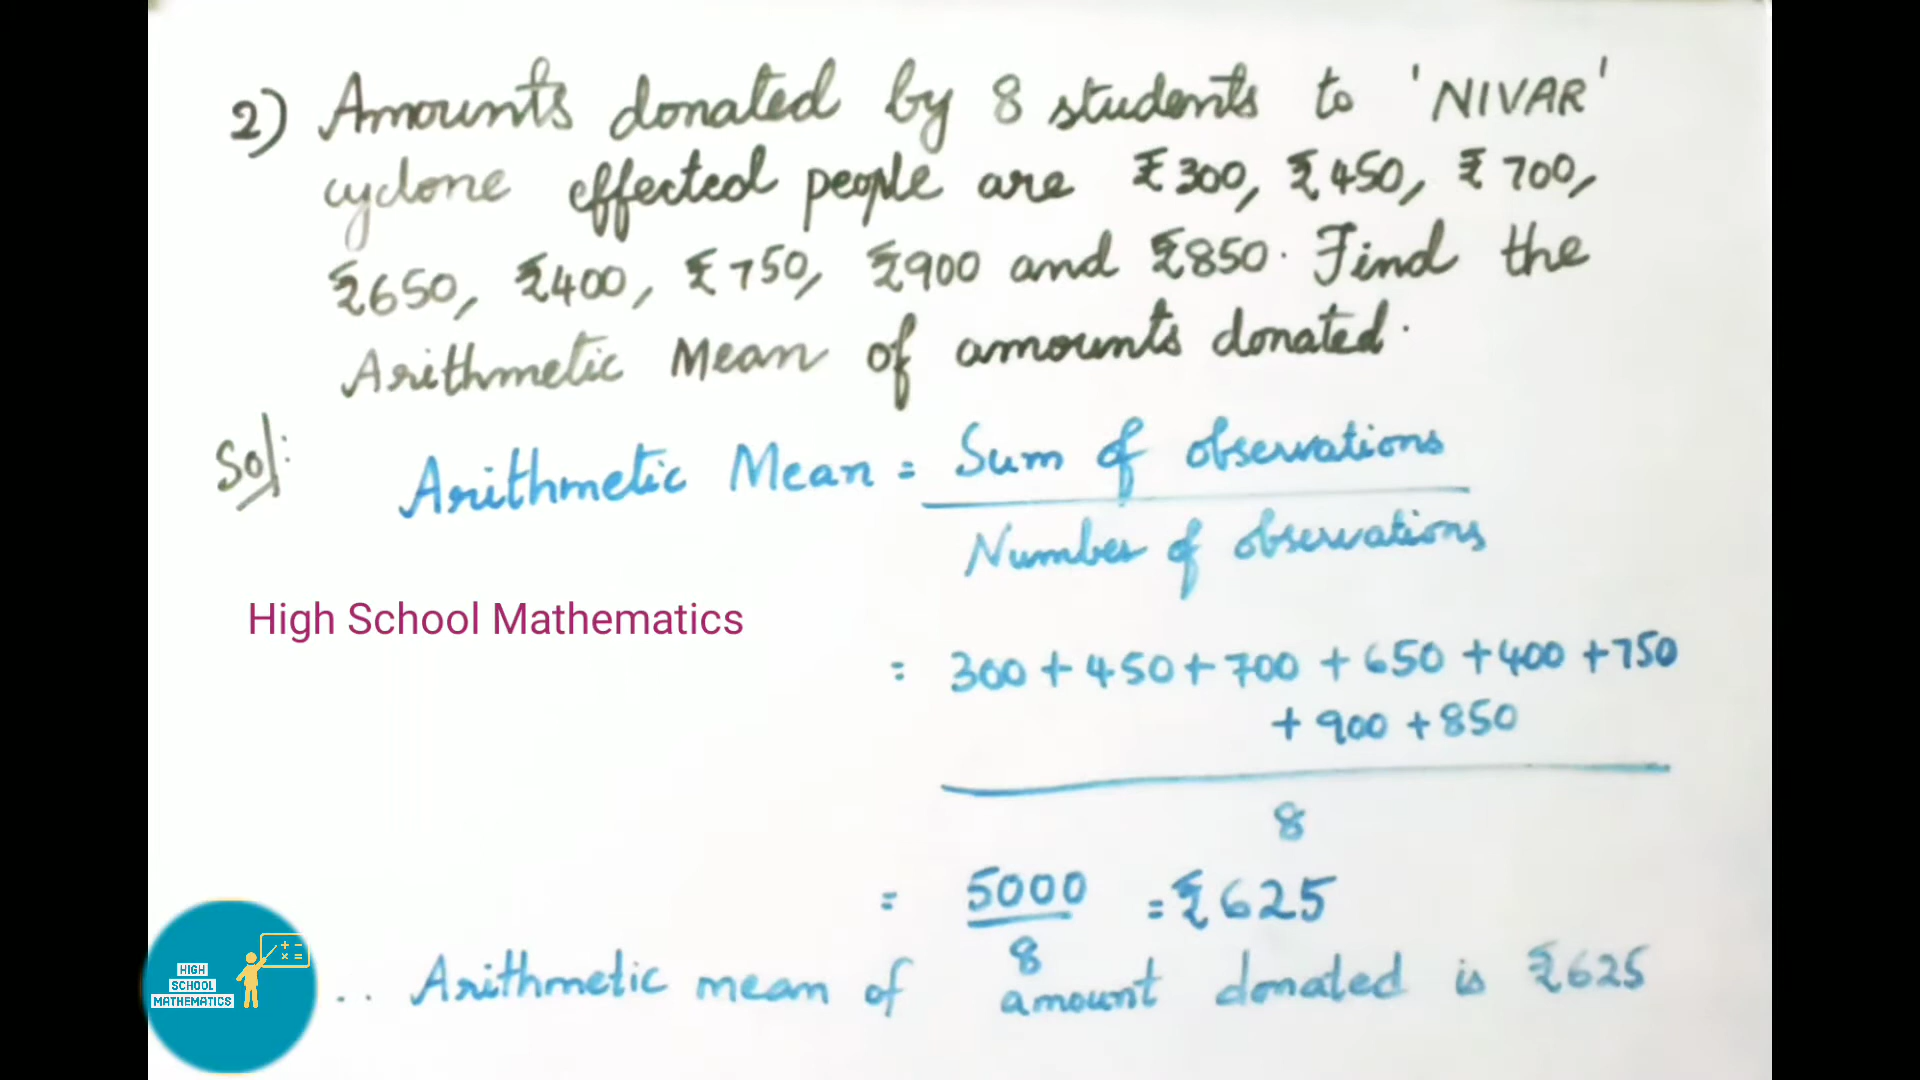 2) Amounts donated by 8 students to 'NIVAR'
cyclone effected people are ₹300, ₹450, ₹700,
₹650, ₹400, ₹750, ₹900 and ₹850. Find the
Arithmetic Mean of amounts donated.
Sol:
Arithmetic Mean = Sum of observations
Number of observations
High School Mathematics
= 300 + 450 + 700 + 650 + 400 + 750
+ 900 + 850
8
= 5000 = ₹625
8
.. Arithmetic mean of amount donated is ₹625
HIGH
SCHOOL
MATHEMATICS
+ -
× =